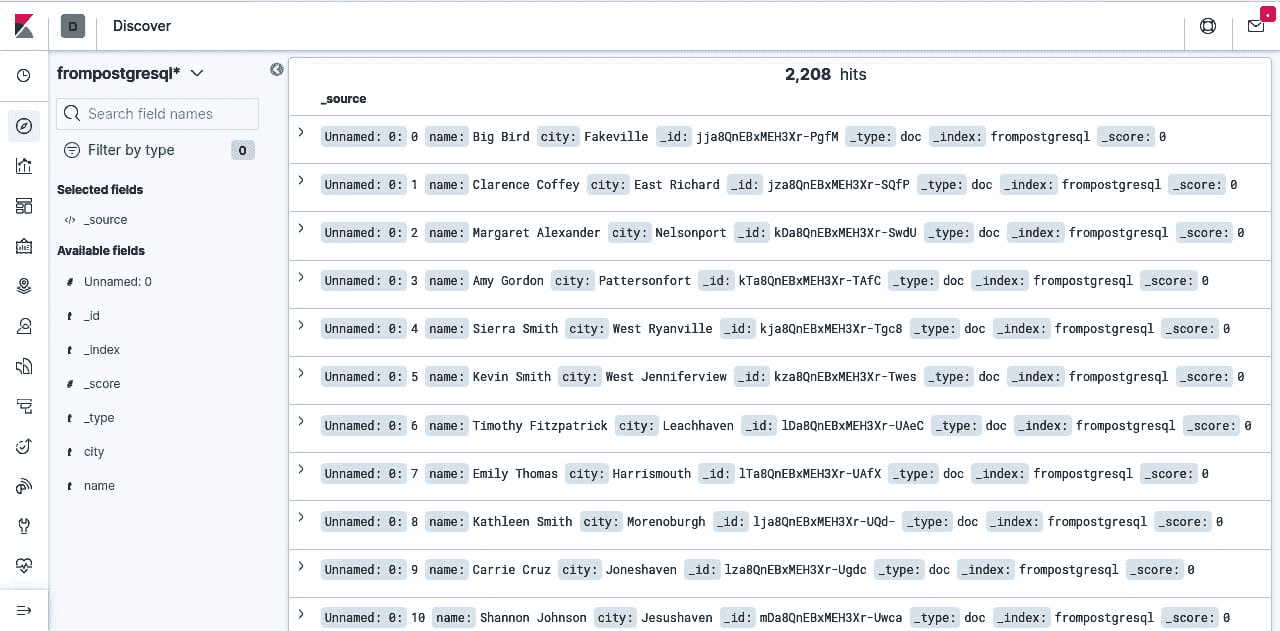 D Discover
frompostgresql*
Search field names
Filter by type 0
Selected fields
_source
Available fields
# Unnamed: 0
t _id
t _index
# _score
t _type
t city
t name
2,208 hits
_source
Unnamed: 0: 0 name: Big Bird city: Fakeville _id: jja8QnEBxMEH3Xr-PgfM _type: doc _index: frompostgresql _score: 0
Unnamed: 0: 1 name: Clarence Coffey city: East Richard _id: jza8QnEBxMEH3Xr-SQfP _type: doc _index: frompostgresql _score: 0
Unnamed: 0: 2 name: Margaret Alexander city: Nelsonport _id: kDa8QnEBxMEH3Xr-SwdU _type: doc _index: frompostgresql _score: 0
Unnamed: 0: 3 name: Amy Gordon city: Pattersonfort _id: kTa8QnEBxMEH3Xr-TAfC _type: doc _index: frompostgresql _score: 0
Unnamed: 0: 4 name: Sierra Smith city: West Ryanville _id: kja8QnEBxMEH3Xr-Tgc8 _type: doc _index: frompostgresql _score: 0
Unnamed: 0: 5 name: Kevin Smith city: West Jenniferview _id: kza8QnEBxMEH3Xr-Twes _type: doc _index: frompostgresql _score: 0
Unnamed: 0: 6 name: Timothy Fitzpatrick city: Leachhaven _id: lDa8QnEBxMEH3Xr-UAeC _type: doc _index: frompostgresql _score: 0
Unnamed: 0: 7 name: Emily Thomas city: Harrismouth _id: lTa8QnEBxMEH3Xr-UAfX _type: doc _index: frompostgresql _score: 0
Unnamed: 0: 8 name: Kathleen Smith city: Morenoburgh _id: lja8QnEBxMEH3Xr-UQd- _type: doc _index: frompostgresql _score: 0
Unnamed: 0: 9 name: Carrie Cruz city: Joneshaven _id: lza8QnEBxMEH3Xr-Ugdc _type: doc _index: frompostgresql _score: 0
Unnamed: 0: 10 name: Shannon Johnson city: Jesushaven _id: mDa8QnEBxMEH3Xr-Uwca _type: doc _index: frompostgresql _score: 0